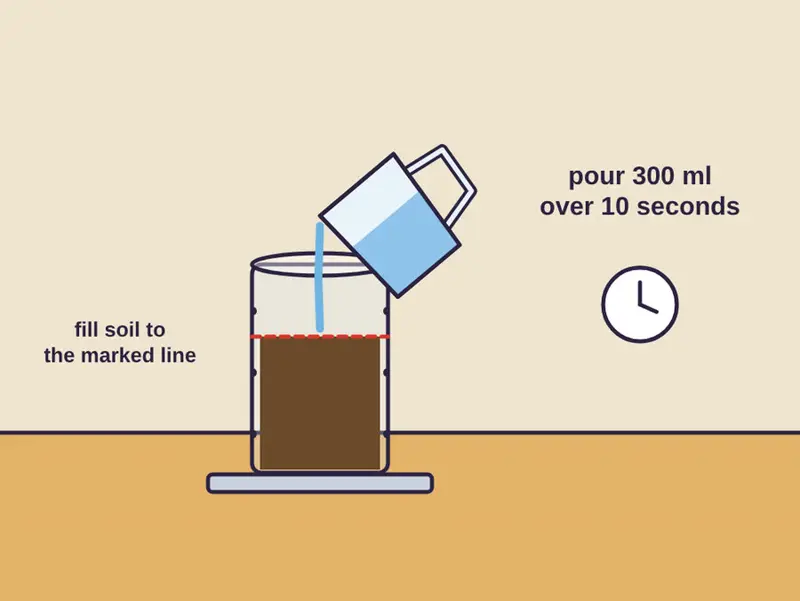 pour 300 ml
over 10 seconds
fill soil to
the marked line